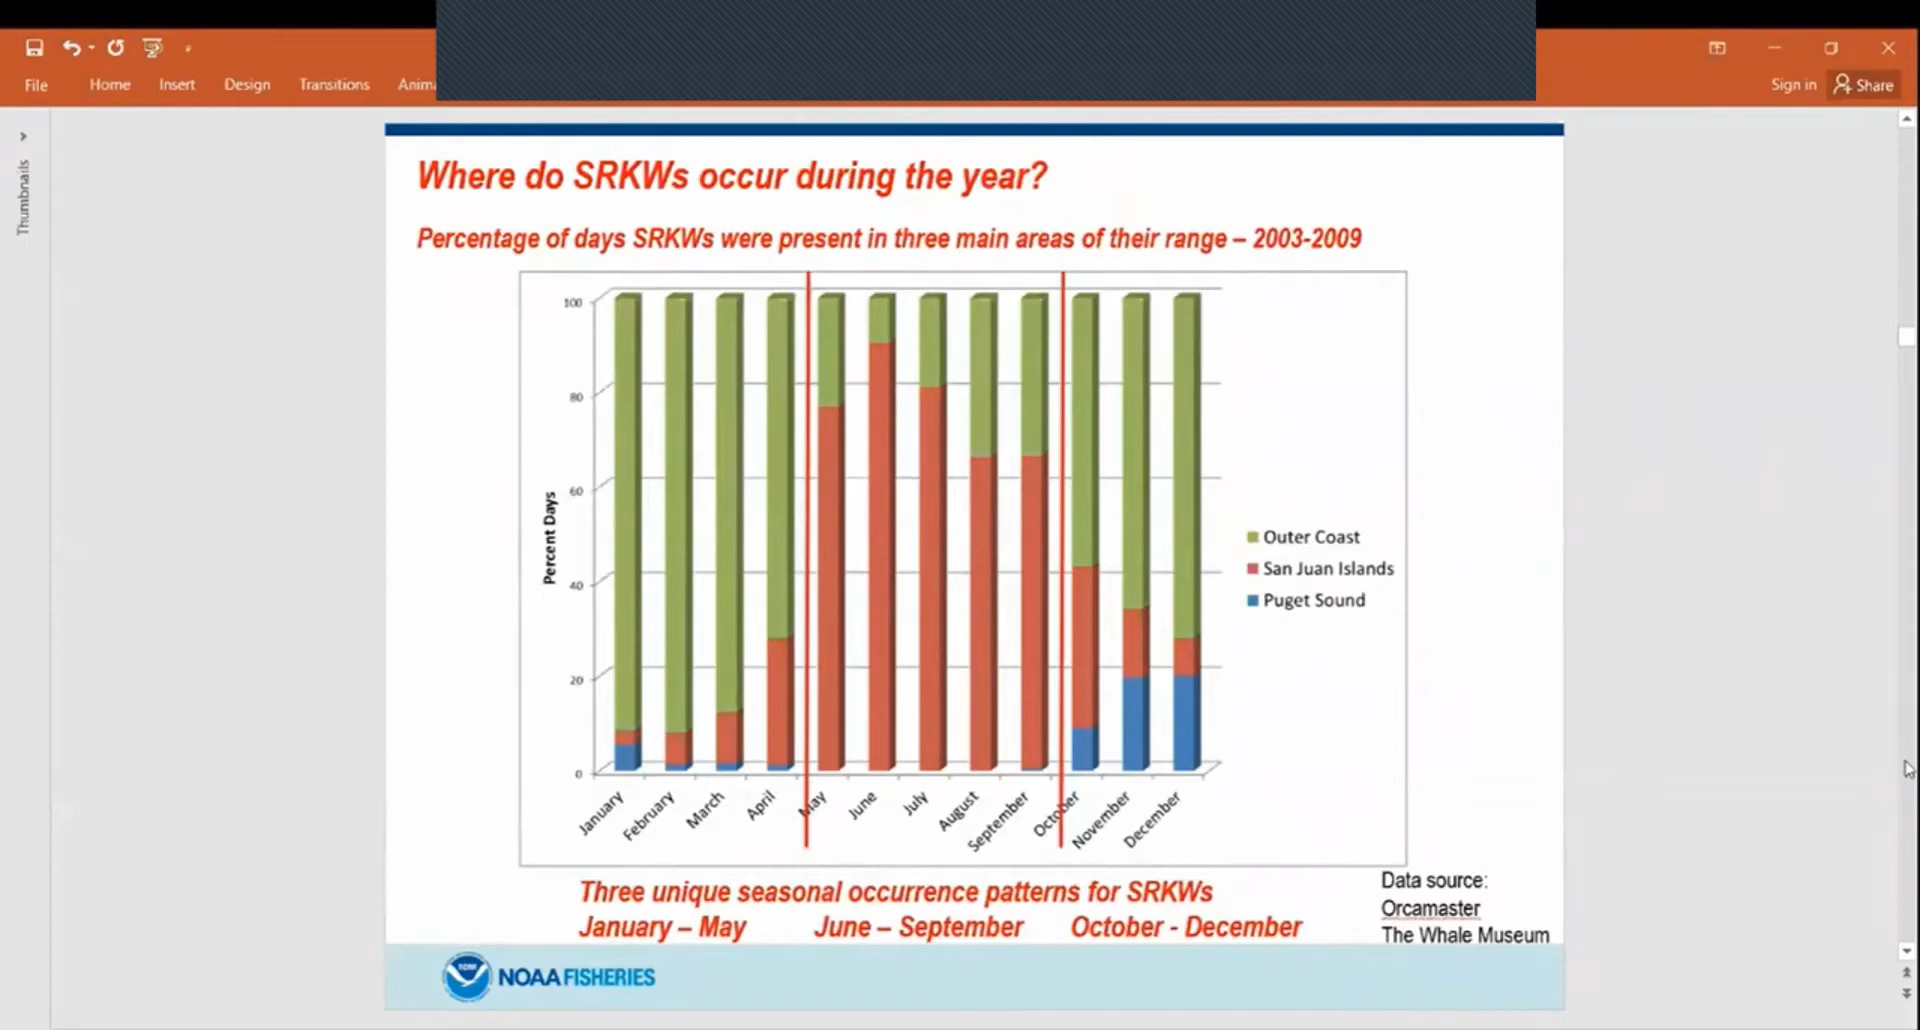 File Home Insert Design Transitions Anima
Sign in Share
Thumbnails
Where do SRKWs occur during the year?
Percentage of days SRKWs were present in three main areas of their range – 2003-2009
100
80
60
40
20
0
Percent Days
January
February
March
April
May
June
July
August
September
October
November
December
Outer Coast
San Juan Islands
Puget Sound
Three unique seasonal occurrence patterns for SRKWs
January – May June – September October - December
Data source:
Orcamaster
The Whale Museum
NOAA FISHERIES